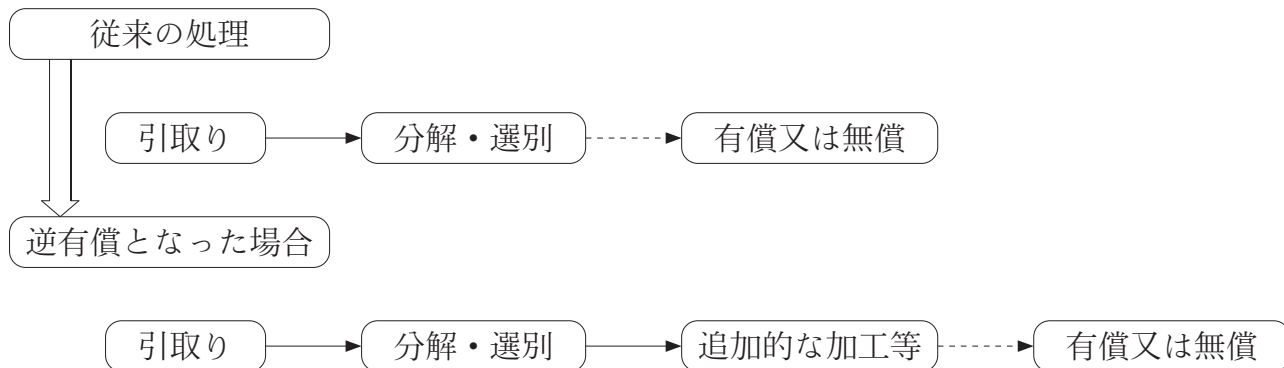 従来の処理
引取り
分解・選別
有償又は無償
逆有償となった場合
引取り
分解・選別
追加的な加工等
有償又は無償